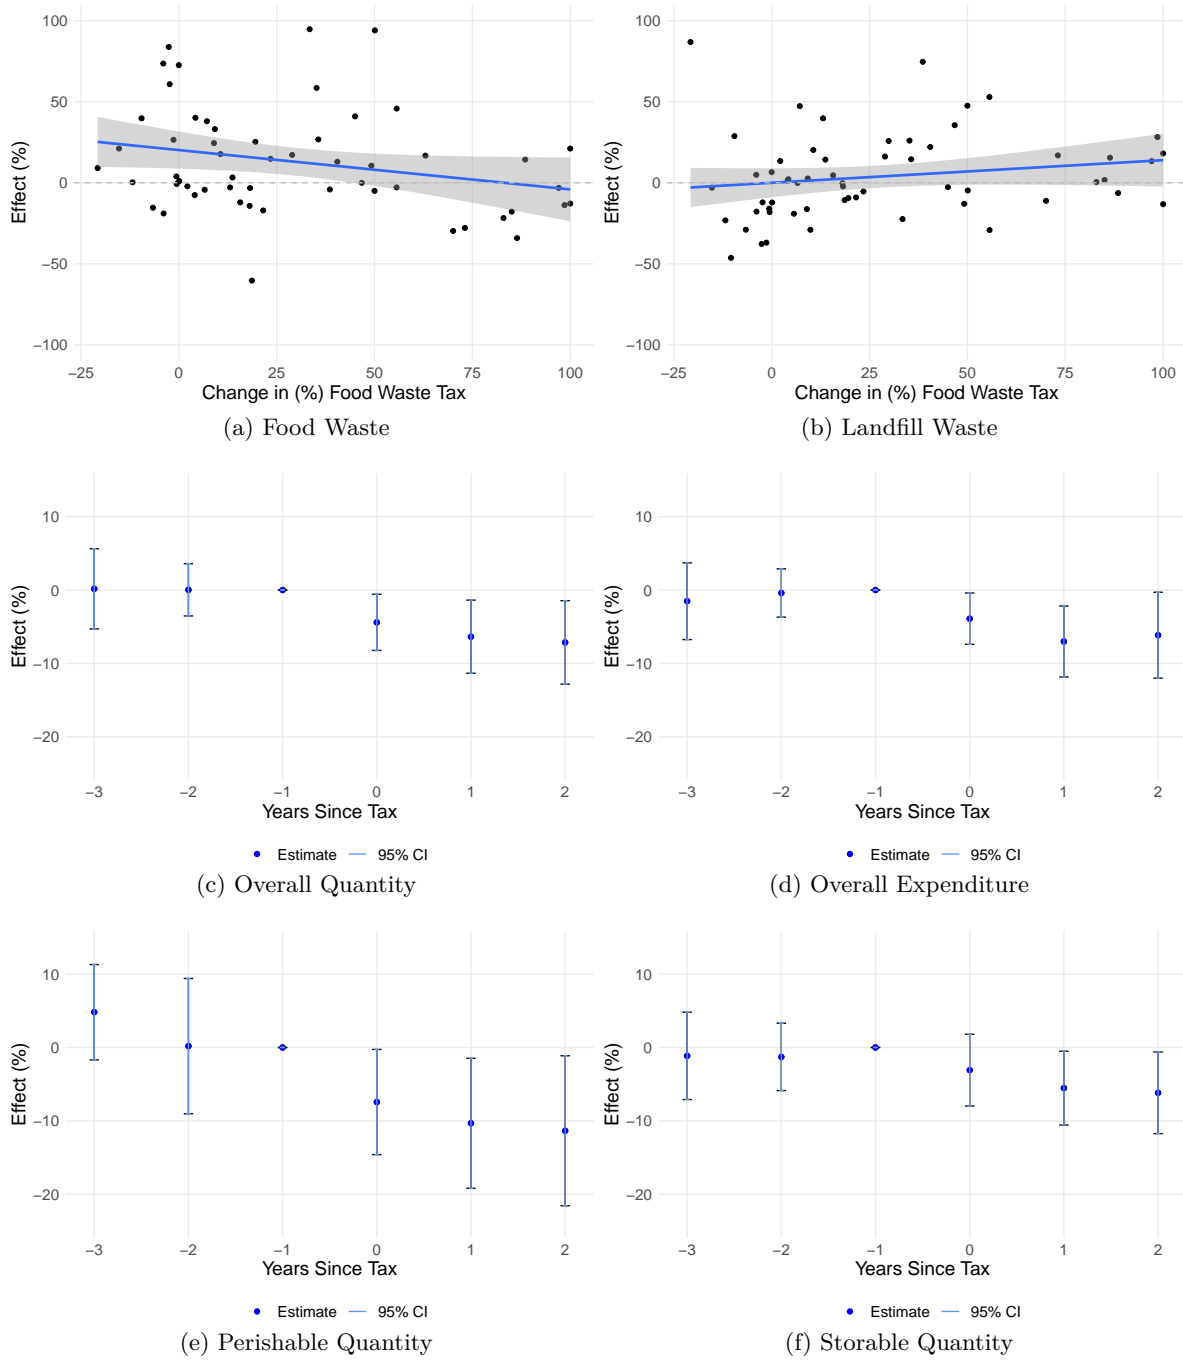 100
50
0
−50
−100
Effect (%)
−25 0 25 50 75 100
Change in (%) Food Waste Tax
(a) Food Waste
100
50
0
−50
−100
Effect (%)
−25 0 25 50 75 100
Change in (%) Food Waste Tax
(b) Landfill Waste
10
0
−10
−20
Effect (%)
−3 −2 −1 0 1 2
Years Since Tax
Estimate 95% CI
(c) Overall Quantity
10
0
−10
−20
Effect (%)
−3 −2 −1 0 1 2
Years Since Tax
Estimate 95% CI
(d) Overall Expenditure
10
0
−10
−20
Effect (%)
−3 −2 −1 0 1 2
Years Since Tax
Estimate 95% CI
(e) Perishable Quantity
10
0
−10
−20
Effect (%)
−3 −2 −1 0 1 2
Years Since Tax
Estimate 95% CI
(f) Storable Quantity